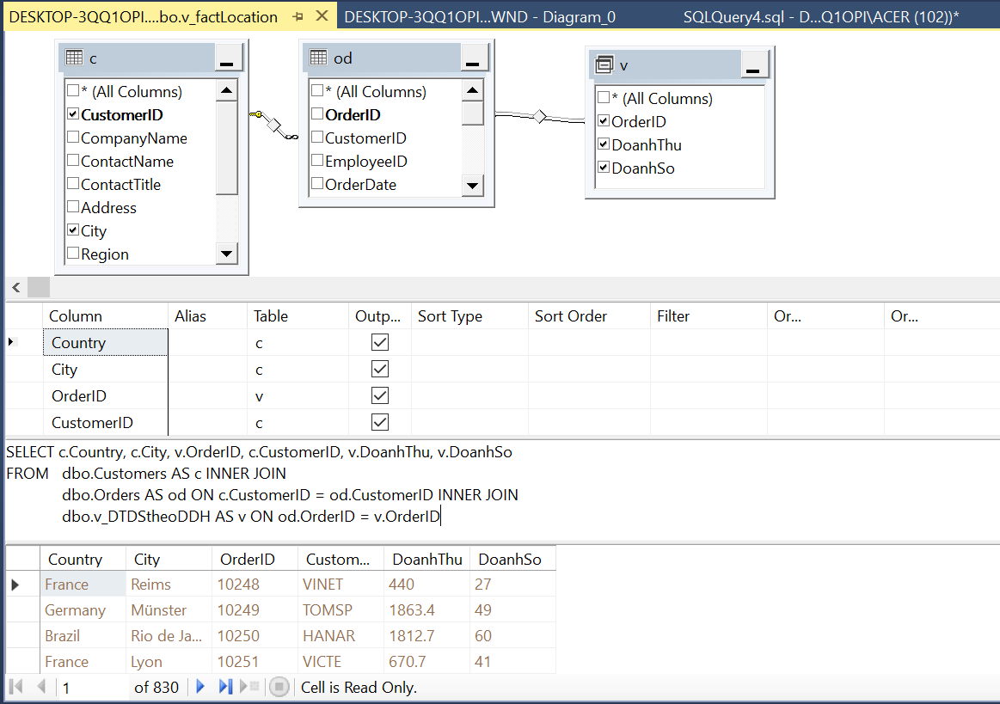 DESKTOP-3QQ1OPI....bo.v_factLocation DESKTOP-3QQ1OPI...WND - Diagram_0 SQLQuery4.sql - D...Q1OPI\ACER (102))*
c
* (All Columns)
CustomerID
CompanyName
ContactName
ContactTitle
Address
City
Region
od
* (All Columns)
OrderID
CustomerID
EmployeeID
OrderDate
v
* (All Columns)
OrderID
DoanhThu
DoanhSo
Column Alias Table Outp... Sort Type Sort Order Filter Or... Or...
Country c
City c
OrderID v
CustomerID c
SELECT c.Country, c.City, v.OrderID, c.CustomerID, v.DoanhThu, v.DoanhSo
FROM dbo.Customers AS c INNER JOIN
dbo.Orders AS od ON c.CustomerID = od.CustomerID INNER JOIN
dbo.v_DTDStheoDDH AS v ON od.OrderID = v.OrderID
Country City OrderID Custom... DoanhThu DoanhSo
France Reims 10248 VINET 440 27
Germany Münster 10249 TOMSP 1863.4 49
Brazil Rio de Ja... 10250 HANAR 1812.7 60
France Lyon 10251 VICTE 670.7 41
1 of 830 Cell is Read Only.